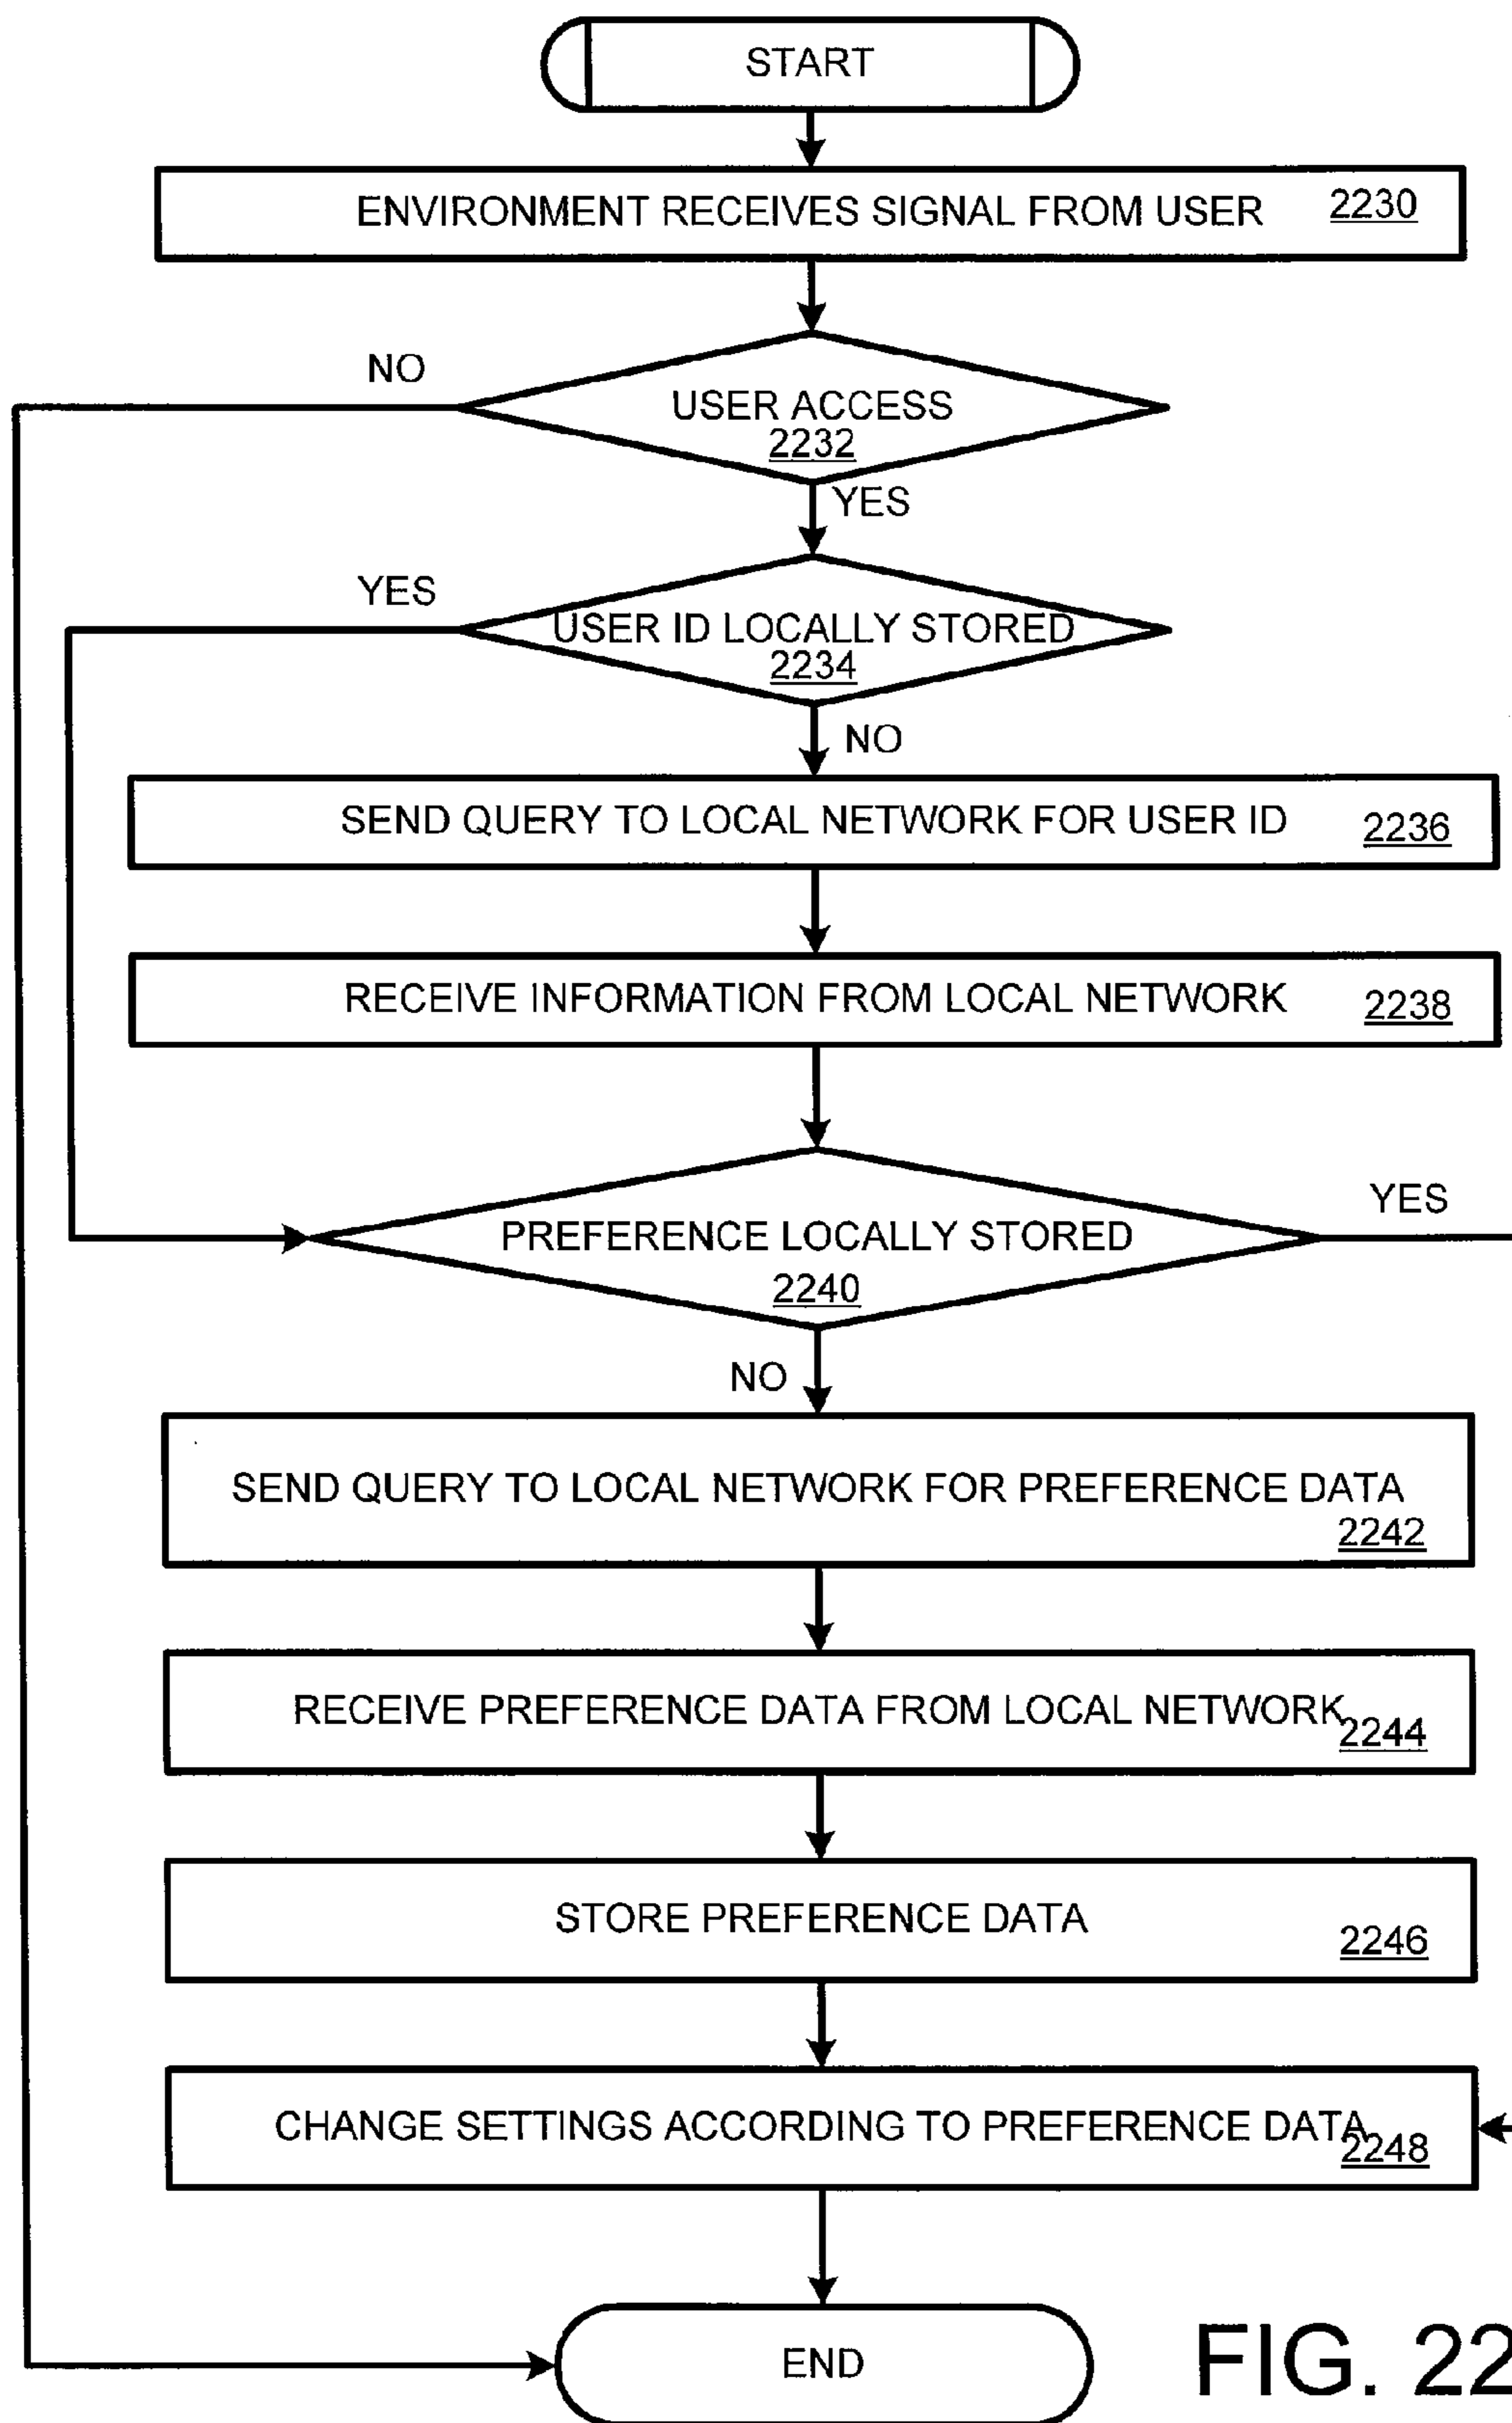 START
ENVIRONMENT RECEIVES SIGNAL FROM USER 2230
NO
USER ACCESS
2232
YES
YES
USER ID LOCALLY STORED
2234
NO
SEND QUERY TO LOCAL NETWORK FOR USER ID 2236
RECEIVE INFORMATION FROM LOCAL NETWORK 2238
YES
PREFERENCE LOCALLY STORED
2240
NO
SEND QUERY TO LOCAL NETWORK FOR PREFERENCE DATA
2242
RECEIVE PREFERENCE DATA FROM LOCAL NETWORK 2244
STORE PREFERENCE DATA 2246
CHANGE SETTINGS ACCORDING TO PREFERENCE DATA 2248
END
FIG. 22